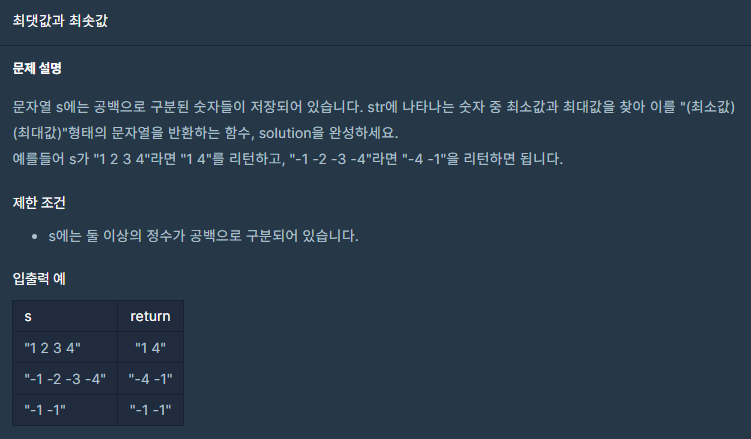 최댓값과 최솟값
문제 설명
문자열 s에는 공백으로 구분된 숫자들이 저장되어 있습니다. str에 나타나는 숫자 중 최소값과 최대값을 찾아 이를 "(최소값)
(최대값)"형태의 문자열을 반환하는 함수, solution을 완성하세요.
예를들어 s가 "1 2 3 4"라면 "1 4"를 리턴하고, "-1 -2 -3 -4"라면 "-4 -1"을 리턴하면 됩니다.
제한 조건
• s에는 둘 이상의 정수가 공백으로 구분되어 있습니다.
입출력 예
s return
"1 2 3 4" "1 4"
"-1 -2 -3 -4" "-4 -1"
"-1 -1" "-1 -1"